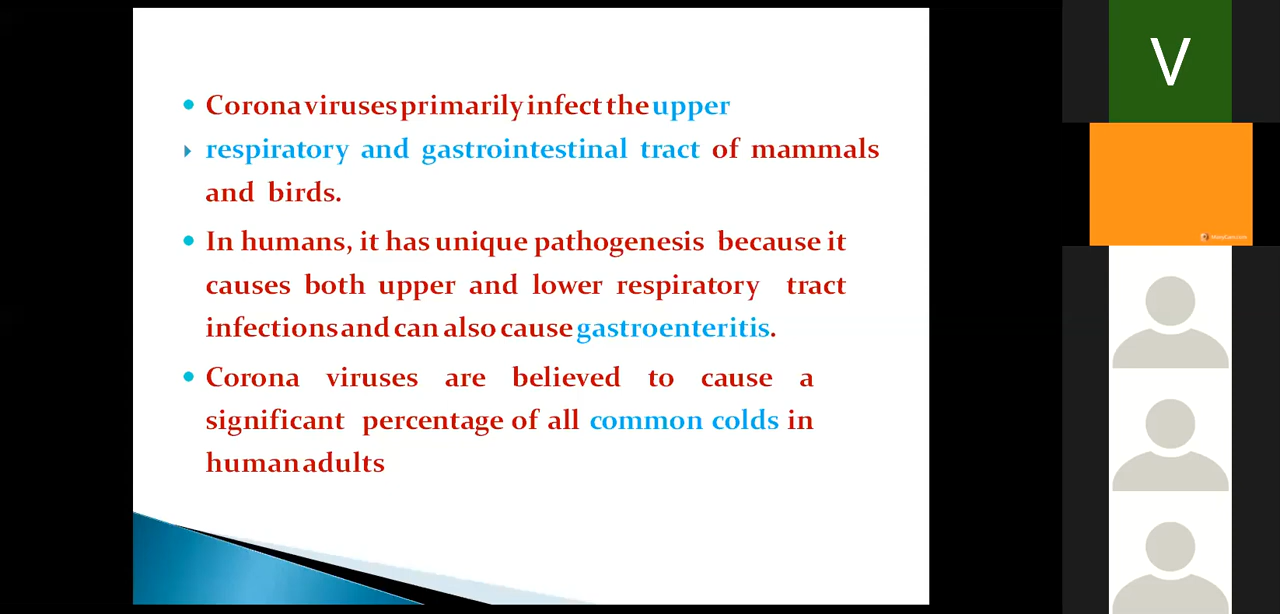 Corona viruses primarily infect the upper
respiratory and gastrointestinal tract of mammals
and birds.
In humans, it has unique pathogenesis because it
causes both upper and lower respiratory tract
infections and can also cause gastroenteritis.
Corona viruses are believed to cause a
significant percentage of all common colds in
human adults
V